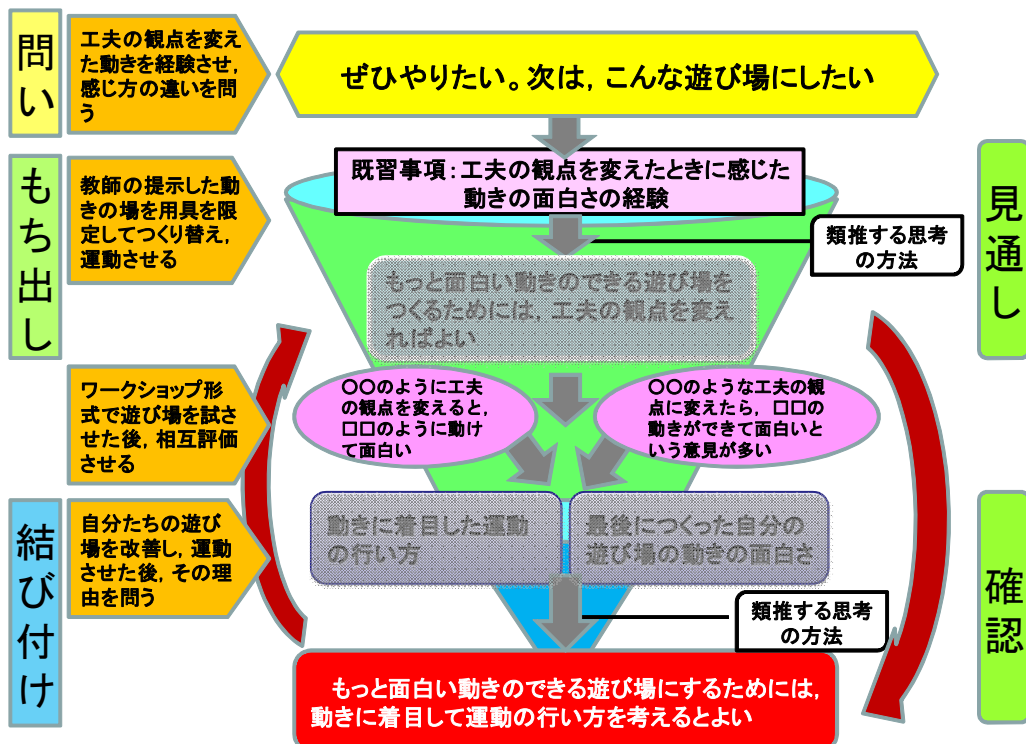 問い
工夫の観点を変え
た動きを経験させ,
感じ方の違いを問
う
ぜひやりたい。次は,こんな遊び場にしたい
もち出し
教師の提示した動
きの場を用具を限
定してつくり替え,
運動させる
既習事項:工夫の観点を変えたときに感じた
動きの面白さの経験
見通し
類推する思考
の方法
もっと面白い動きのできる遊び場を
つくるためには,工夫の観点を変え
ればよい
ワークショップ形
式で遊び場を試さ
せた後,相互評価
させる
〇〇のように工夫
の観点を変えると,
□□のように動け
て面白い
〇〇のような工夫の観
点に変えたら,□□の
動きができて面白いと
いう意見が多い
結び付け
自分たちの遊び
場を改善し,運動
させた後,その理
由を問う
動きに着目した運動
の行い方
最後につくった自分の
遊び場の動きの面白さ
確認
類推する思考
の方法
もっと面白い動きのできる遊び場にするためには,
動きに着目して運動の行い方を考えるとよい